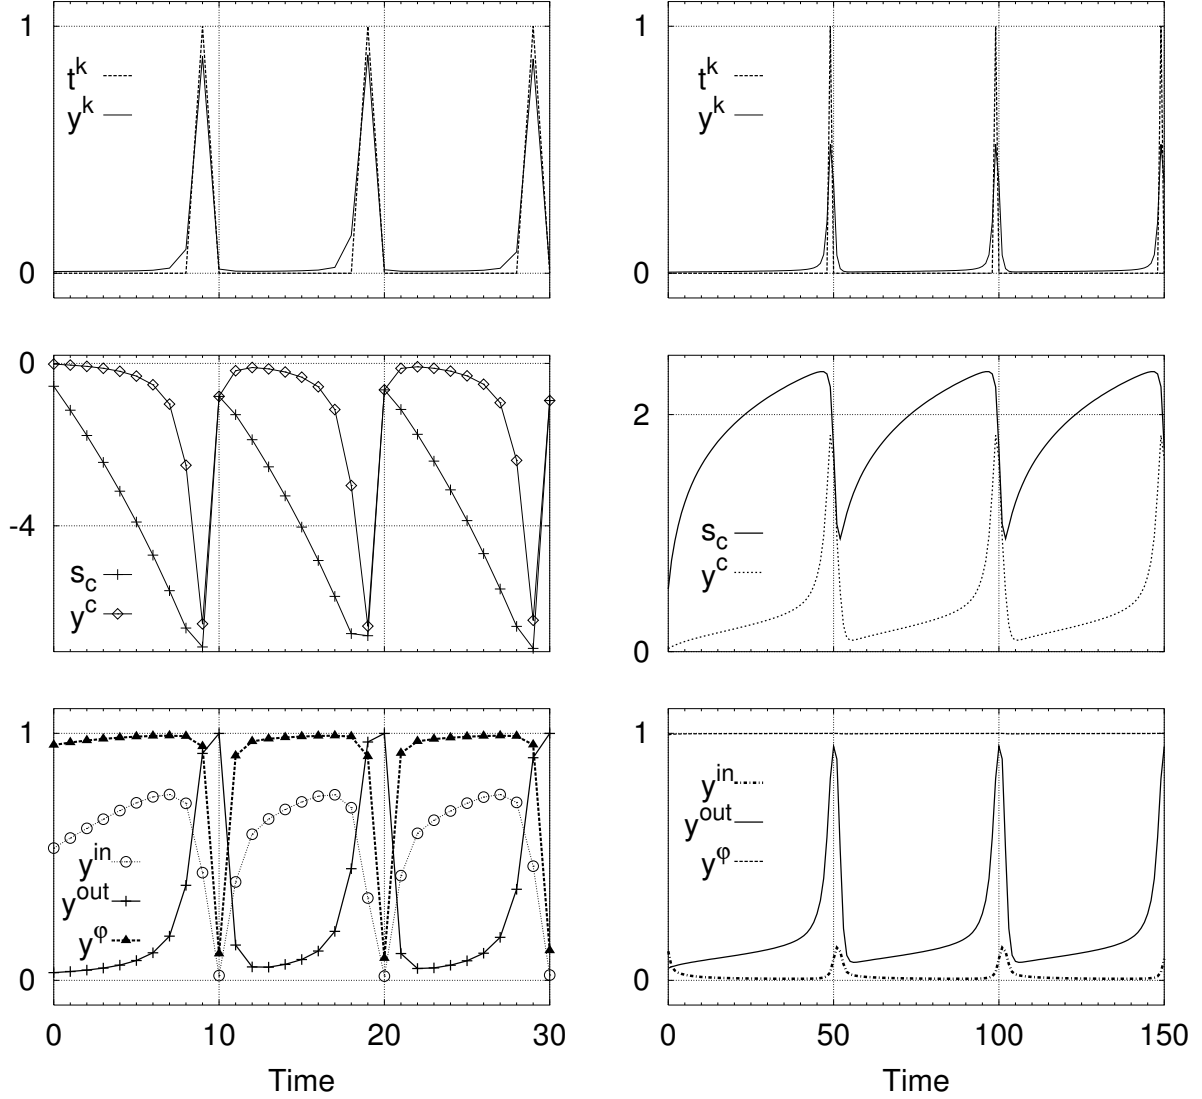 1
t^k
y^k
0
1
t^k
y^k
0
0
-4
s_c
y^c
2
s_c
y^c
0
1
y^in
y^out
y^φ
0
0 10 20 30
Time
1
y^in
y^out
y^φ
0
0 50 100 150
Time